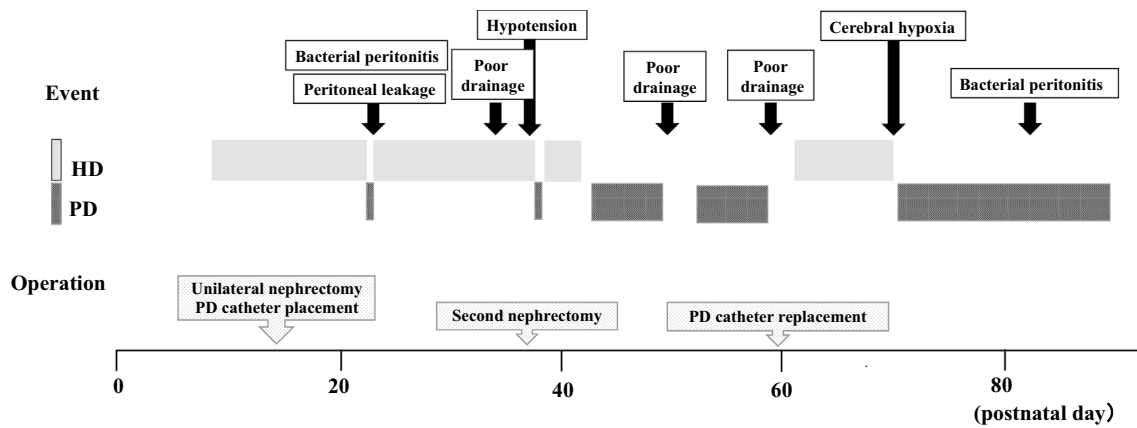 Hypotension
Cerebral hypoxia
Bacterial peritonitis
Poor
drainage
Poor
drainage
Poor
drainage
Event
Peritoneal leakage
Bacterial peritonitis
HD
PD
Operation
Unilateral nephrectomy
PD catheter placement
Second nephrectomy
PD catheter replacement
0
20
40
60
80
(postnatal day)